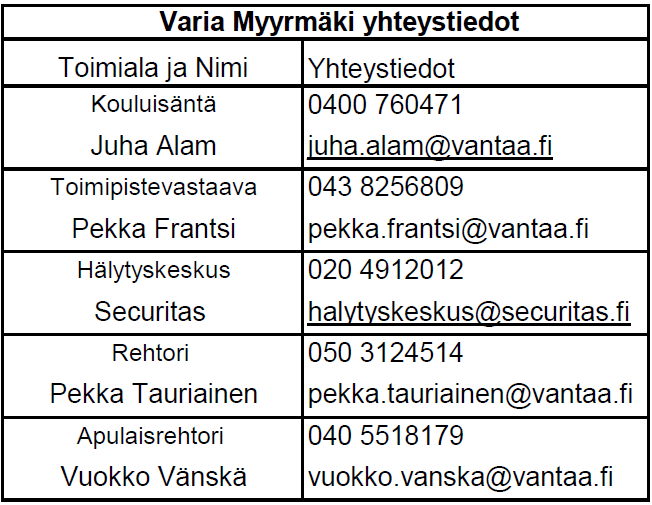 Varia Myyrmäki yhteystiedot
Toimiala ja Nimi Yhteystiedot
Kouluisäntä 0400 760471
Juha Alam juha.alam@vantaa.fi
Toimipistevastaava 043 8256809
Pekka Frantsi pekka.frantsi@vantaa.fi
Hälytyskeskus 020 4912012
Securitas halytyskeskus@securitas.fi
Rehtori 050 3124514
Pekka Tauriainen pekka.tauriainen@vantaa.fi
Apulaisrehtori 040 5518179
Vuokko Vänskä vuokko.vanska@vantaa.fi